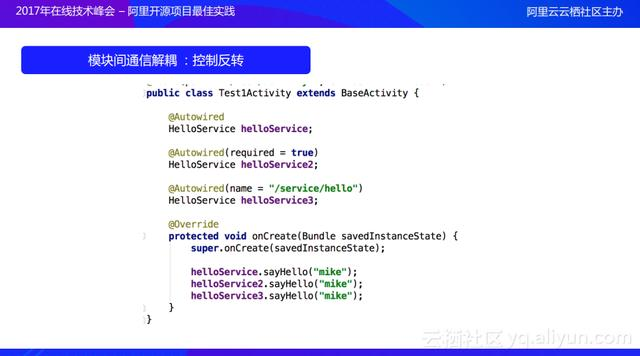 2017年在线技术峰会 – 阿里开源项目最佳实践
阿里云云栖社区主办
模块间通信解耦 ：控制反转
public class Test1Activity extends BaseActivity {
@Autowired
HelloService helloService;
@Autowired(required = true)
HelloService helloService2;
@Autowired(name = "/service/hello")
HelloService helloService3;
@Override
protected void onCreate(Bundle savedInstanceState) {
super.onCreate(savedInstanceState);
helloService.sayHello("mike");
helloService2.sayHello("mike");
helloService3.sayHello("mike");
}
}
云栖社区 yq.aliyun.com